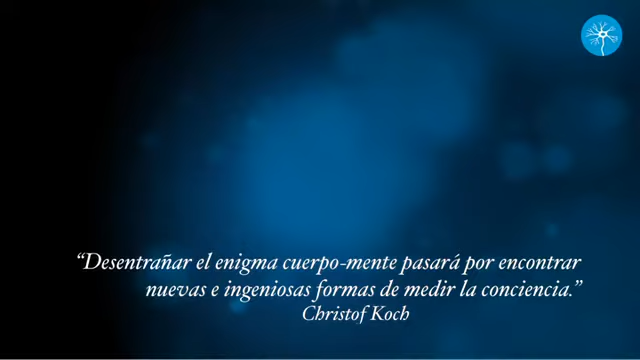 “Desentrañar el enigma cuerpo-mente pasará por encontrar
nuevas e ingeniosas formas de medir la conciencia.”
Christof Koch